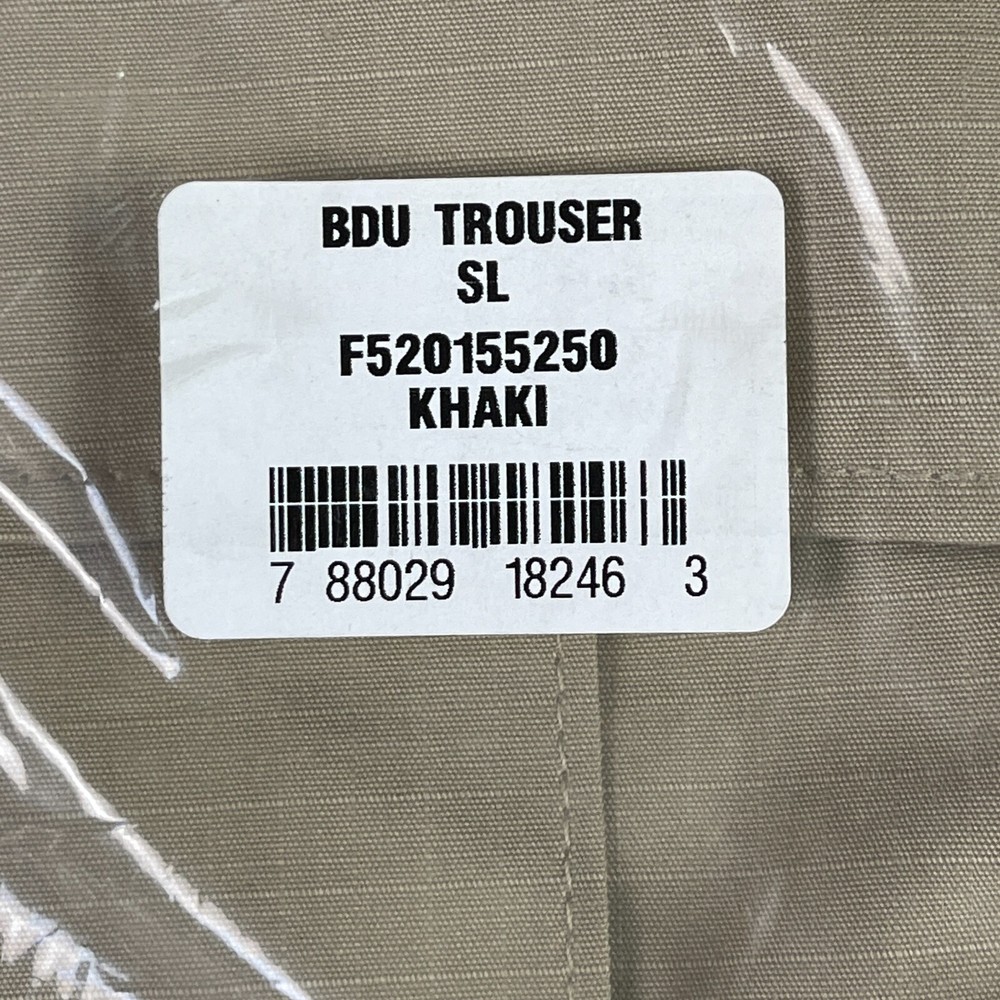 BDU TROUSER
SL
F520155250
KHAKI
7 88029 18246 3